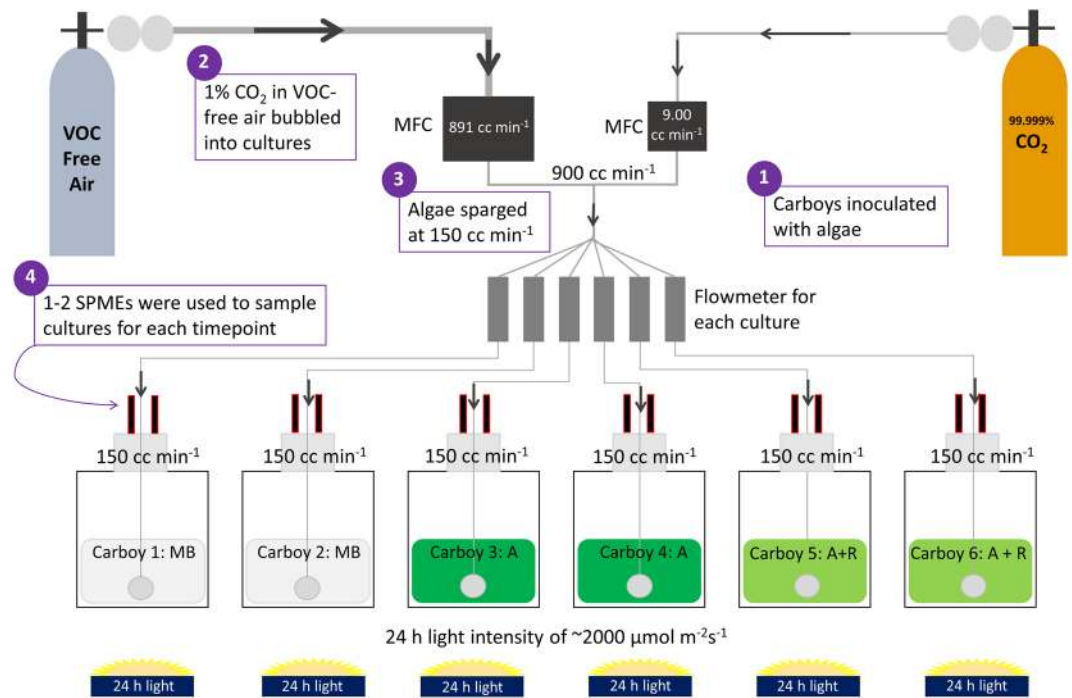 VOC
Free
Air
2
1% CO₂ in VOC-
free air bubbled
into cultures
MFC
891 cc min⁻¹
MFC
9.00
cc min⁻¹
99.999%
CO₂
900 cc min⁻¹
3
Algae sparged
at 150 cc min⁻¹
1
Carboys inoculated
with algae
4
1-2 SPMEs were used to sample
cultures for each timepoint
Flowmeter for
each culture
150 cc min⁻¹
150 cc min⁻¹
150 cc min⁻¹
150 cc min⁻¹
150 cc min⁻¹
150 cc min⁻¹
Carboy 1: MB
Carboy 2: MB
Carboy 3: A
Carboy 4: A
Carboy 5: A+R
Carboy 6: A + R
24 h light intensity of ~2000 µmol m⁻²s⁻¹
24 h light
24 h light
24 h light
24 h light
24 h light
24 h light